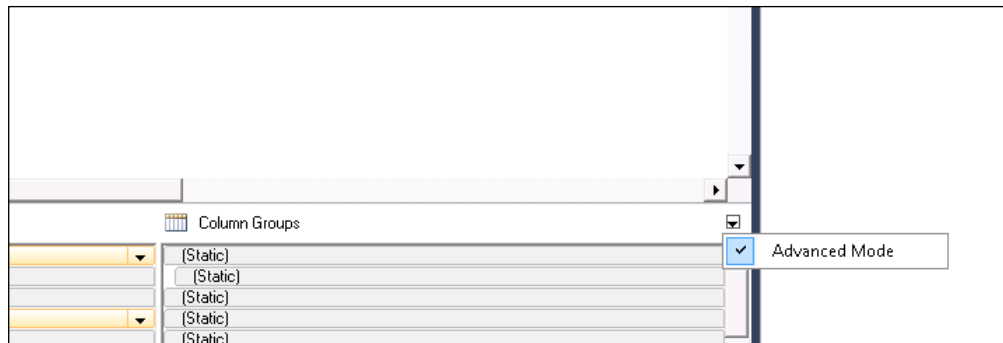 Column Groups
Advanced Mode
(Static)
(Static)
(Static)
(Static)
(Static)